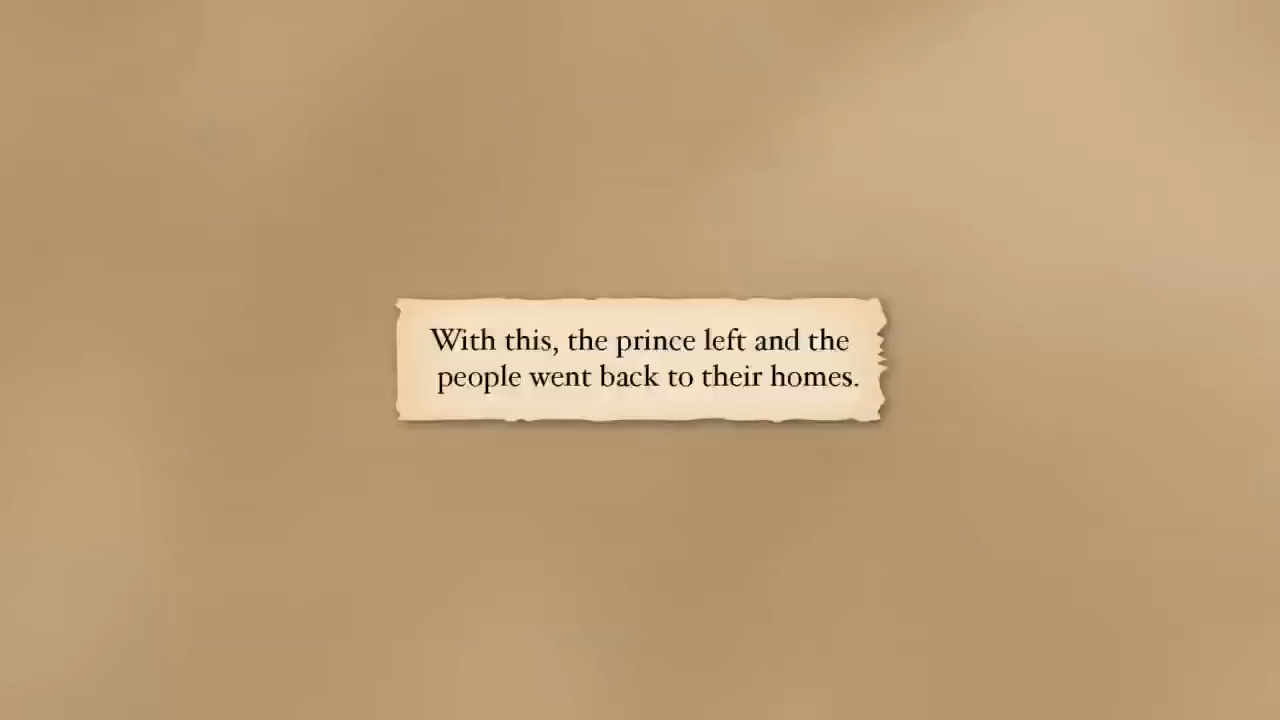 With this, the prince left and the
people went back to their homes.